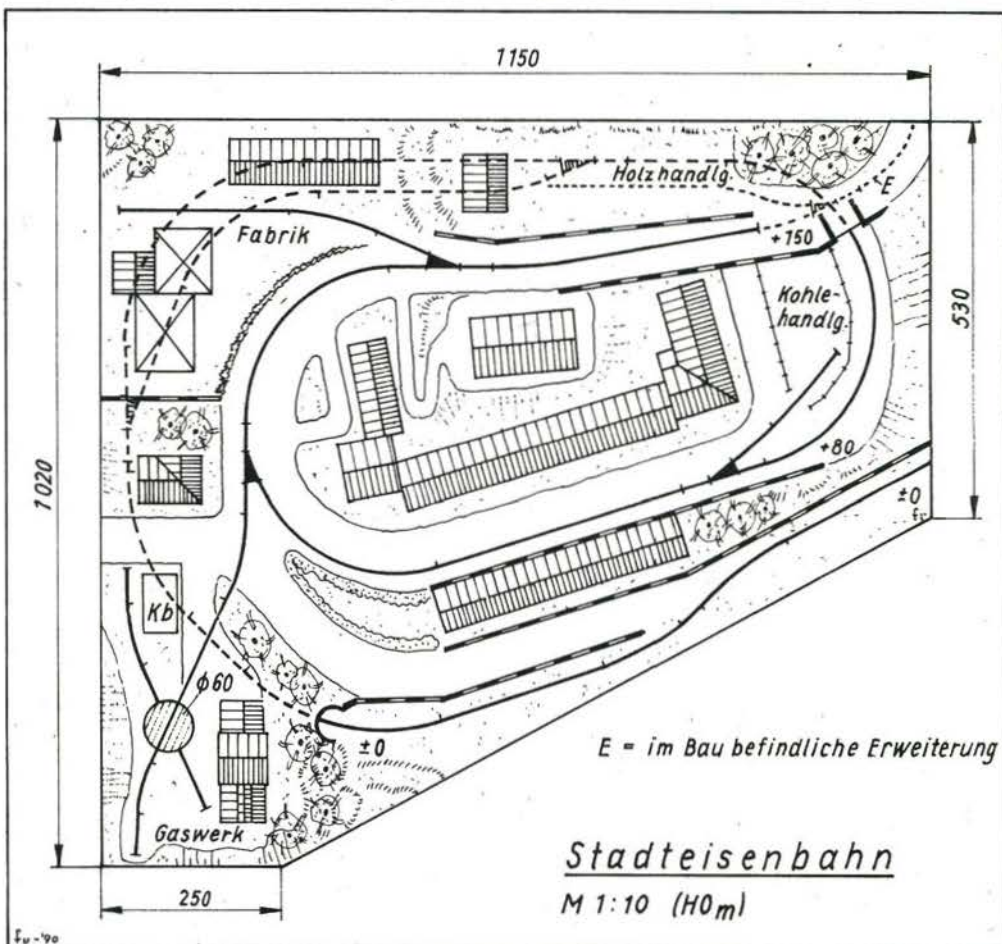 1150
Holzhandlg.
E
Fabrik
+150
Kohle-
handlg.
530
1020
+80
±0
Kb
ϕ60
±0
E = im Bau befindliche Erweiterung
Gaswerk
Stadteisenbahn
250
M 1:10 (H0m)